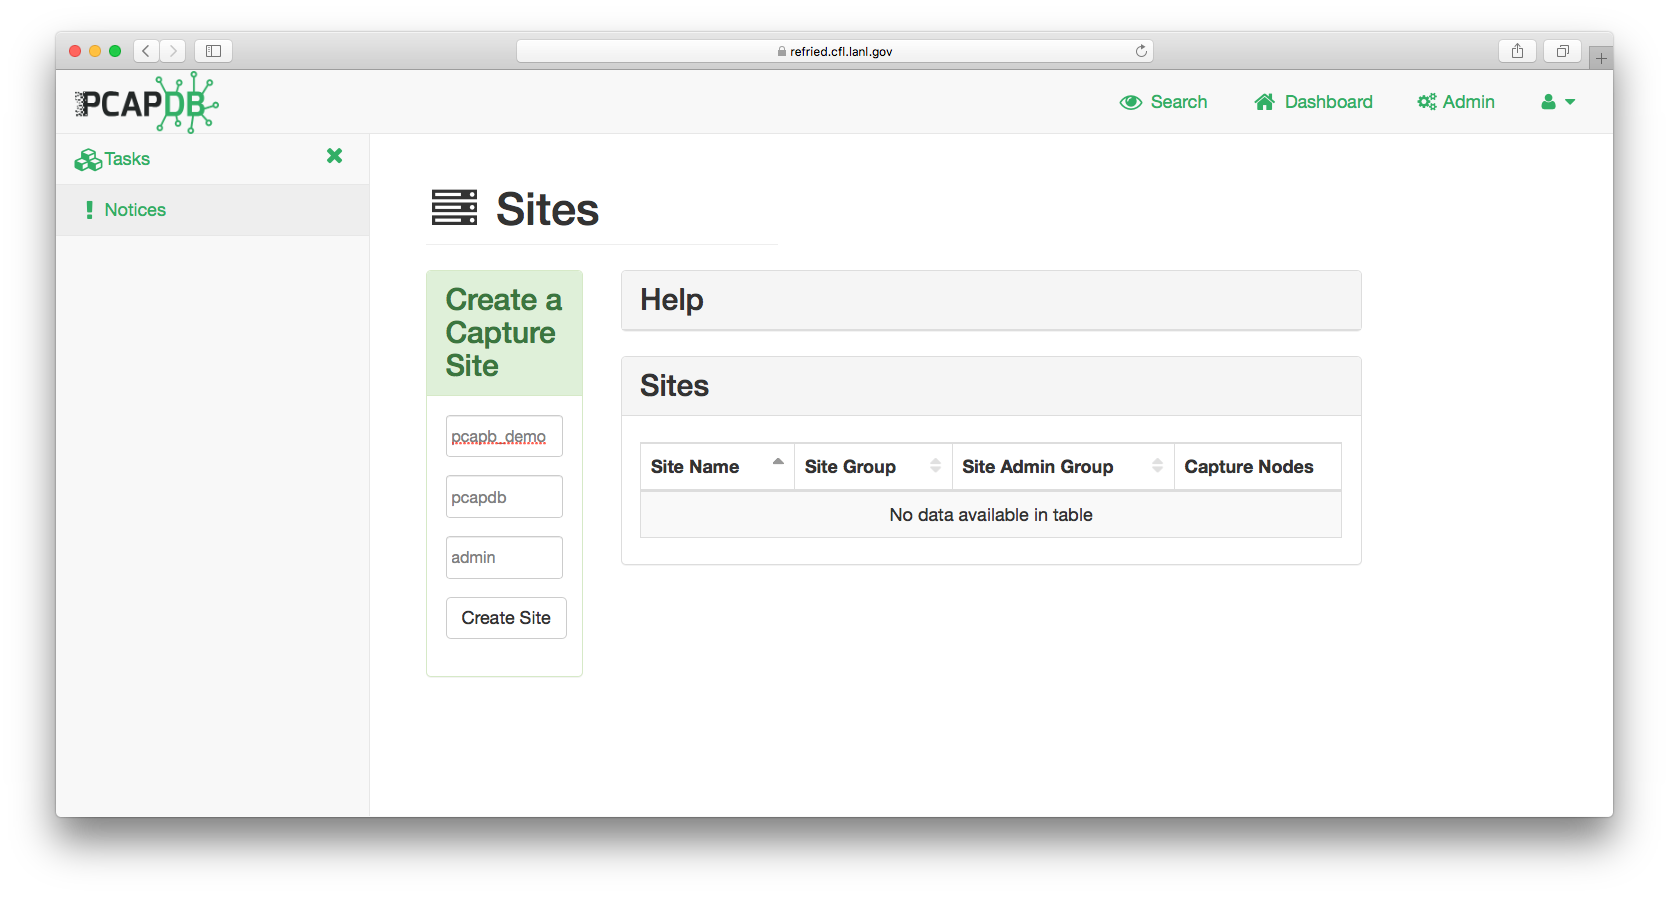 refried.cfl.lanl.gov
PCAPDB
Search
Dashboard
Admin
Tasks
Notices
Sites
Create a
Capture
Site
pcapb_demo
pcapdb
admin
Create Site
Help
Sites
Site Name Site Group Site Admin Group Capture Nodes
No data available in table